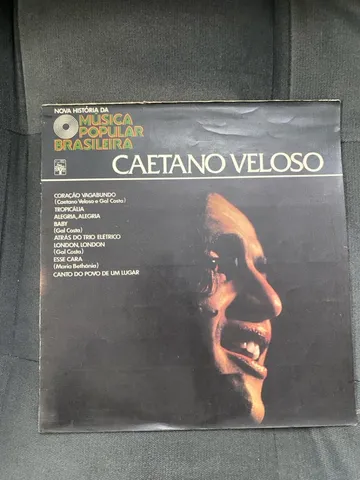 NOVA HISTÓRIA DA
MÚSICA
POPULAR
BRASILEIRA
CAETANO VELOSO
CORAÇÃO VAGABUNDO
(Caetano Veloso e Gal Costa)
TROPICÁLIA
ALEGRIA, ALEGRIA
BABY
(Gal Costa)
ATRÁS DO TRIO ELÉTRICO
LONDON, LONDON
(Gal Costa)
ESSE CARA
(Maria Bethânia)
CANTO DO POVO DE UM LUGAR